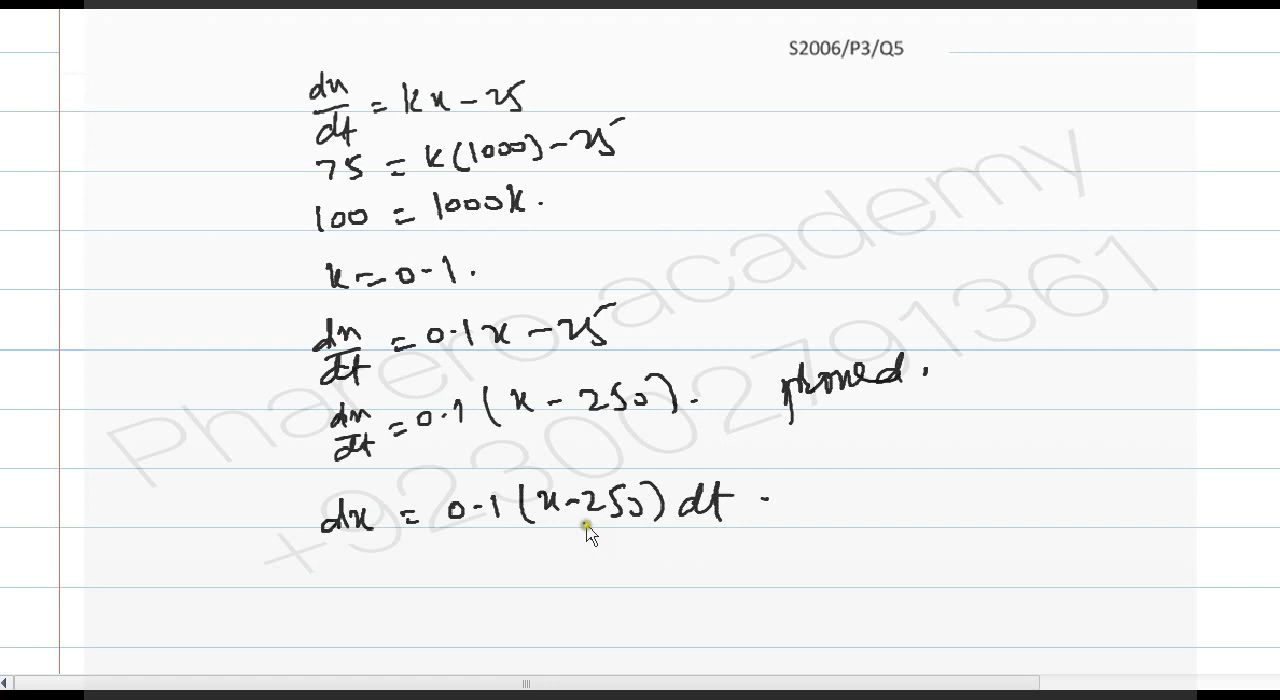 S2006/P3/Q5
dx/dt = kx - 25
75 = k(1000) - 25
100 = 1000k.
k = 0.1.
dx/dt = 0.1x - 25
dx/dt = 0.1(x - 250). proved.
dx = 0.1(x-250) dt.
Phaero academy
+923002791361